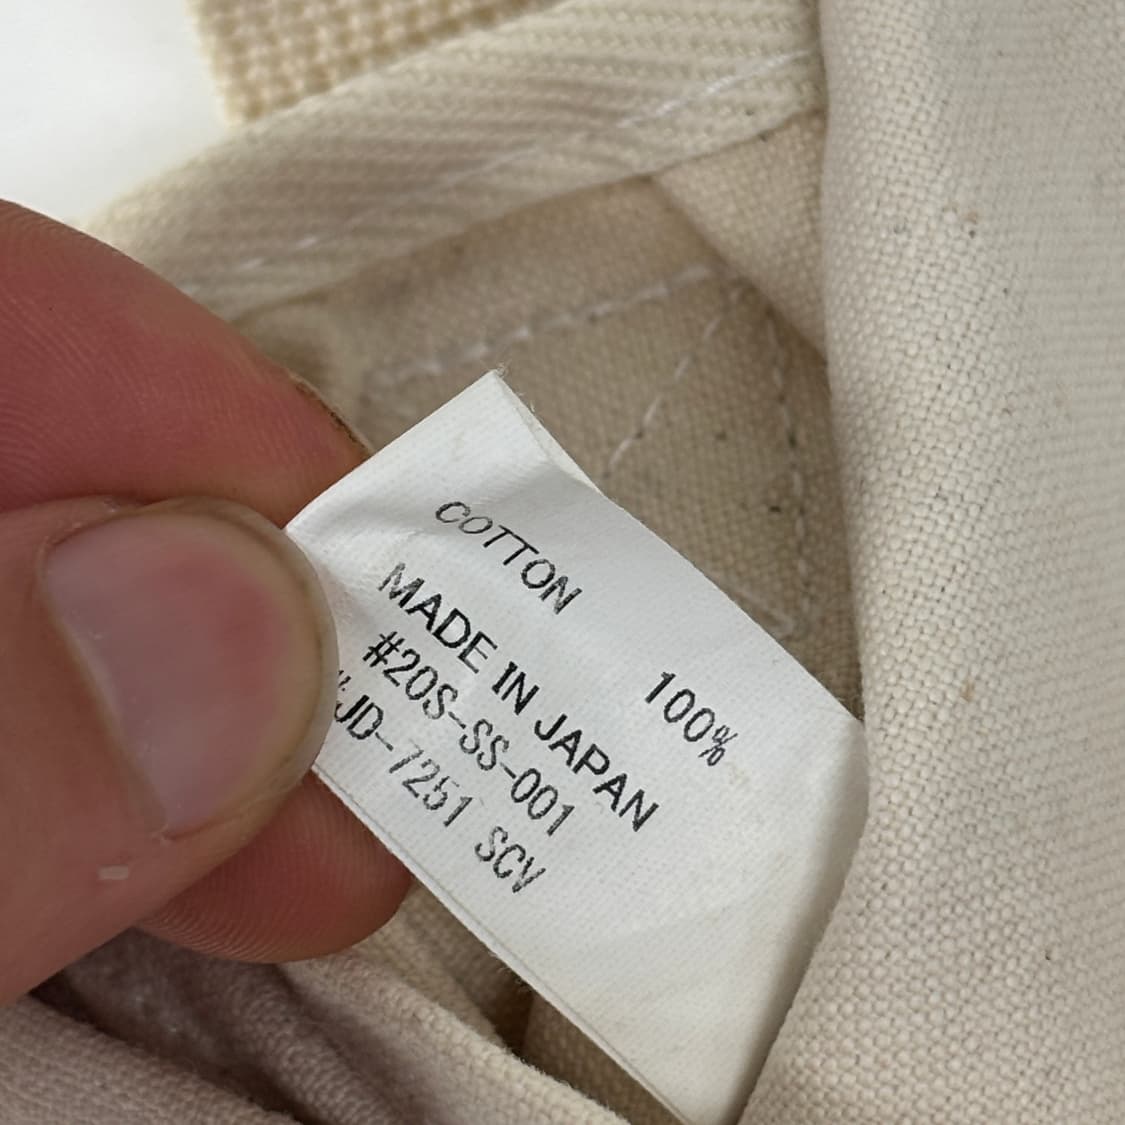 COTTON 100%
MADE IN JAPAN
#20S-SS-001
#JD-7251 SCV